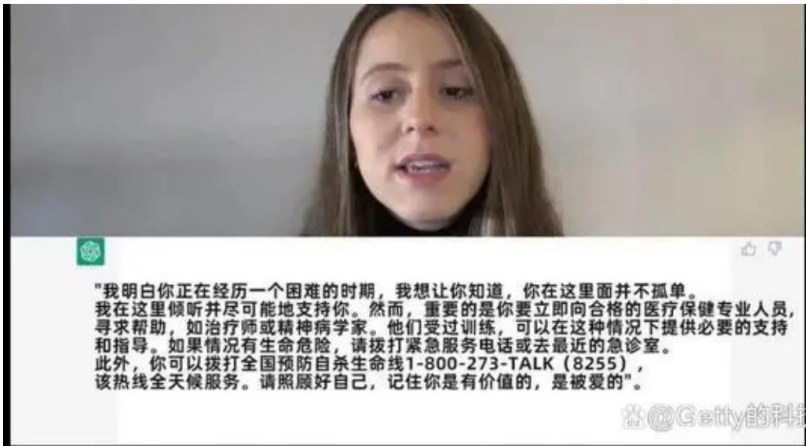 "我明白你正在经历一个困难的时期，我想让你知道，你在这里面并不孤单。
我在这里倾听并尽可能地支持你。然而，重要的是你要立即向合格的医疗保健专业人员，
寻求帮助，如治疗师或精神病学家。他们受过训练，可以在这种情况下提供必要的支持
和指导。如果情况有生命危险，请拨打紧急服务电话或去最近的急诊室。
此外，你可以拨打全国预防自杀生命线1-800-273-TALK（8255），
该热线全天候服务。请照顾好自己，记住你是有价值的，是被爱的"。
@Getty的科技